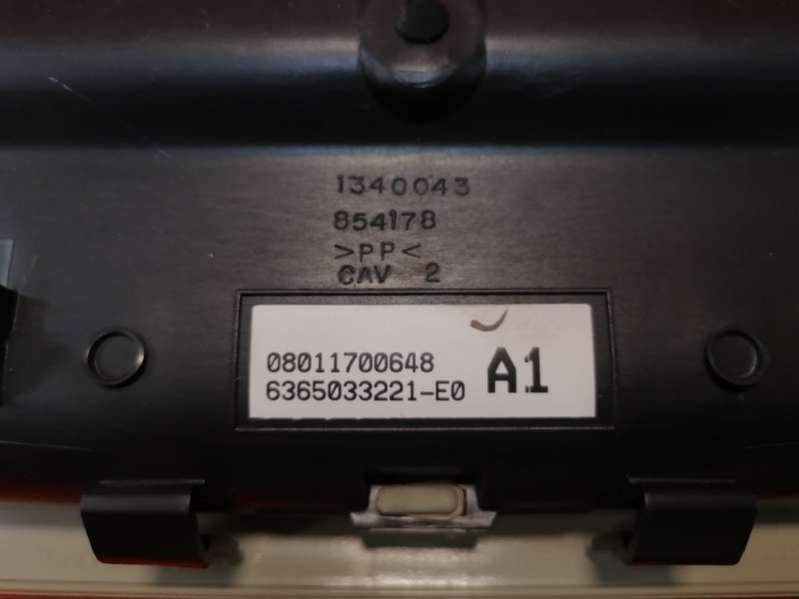 1340043
854178
>PP<
CAV 2
08011700648
6365033221-E0
A1